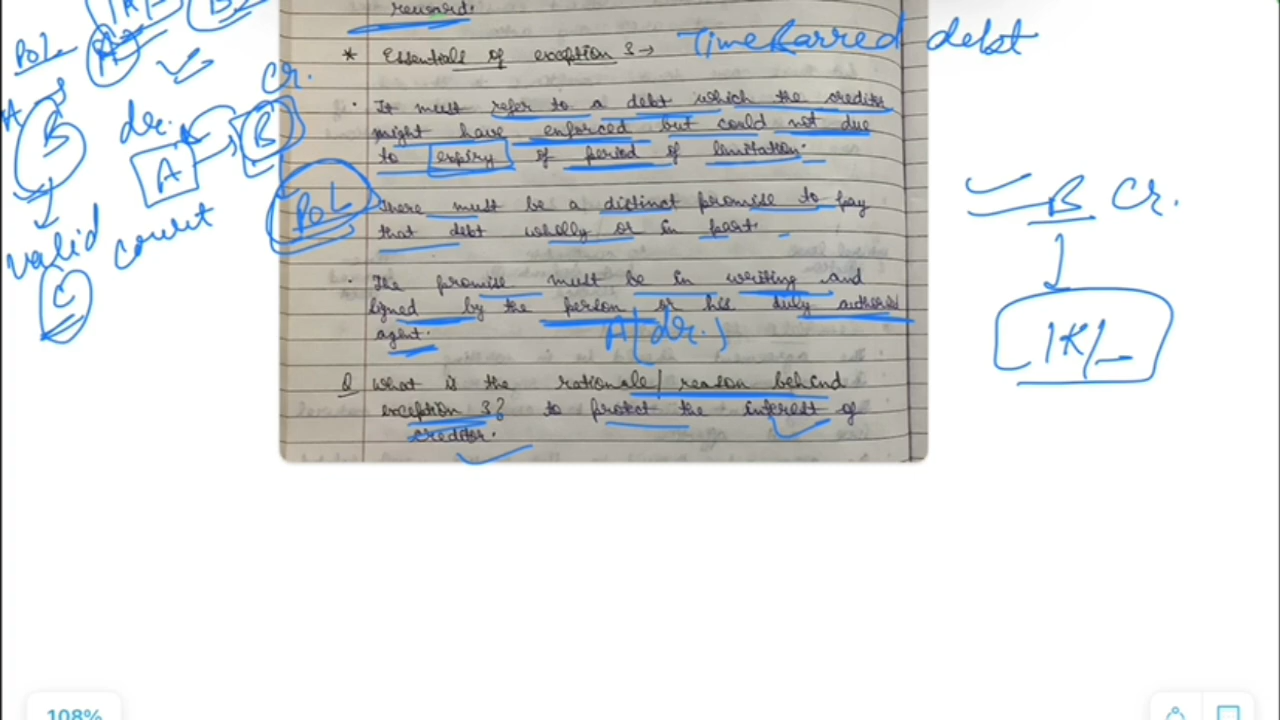 reward.
* Essentials of exception 3 → Time Barred debt
• It must refer to a debt which the creditor
might have enforced but could not due
to expiry of period of limitation.
• There must be a distinct promise to pay
that debt wholly or in part.
• The promise must be in writing and
signed by the person or his duly authorised
agent.
A(dr.)
Q What is the rationale/reason behind
exception 3? to protect the interest of
creditor.
1K/-
POL
A
A
B
dr.
cr.
A
B
valid
court
C
POL
B Cr.
1K/-
108%